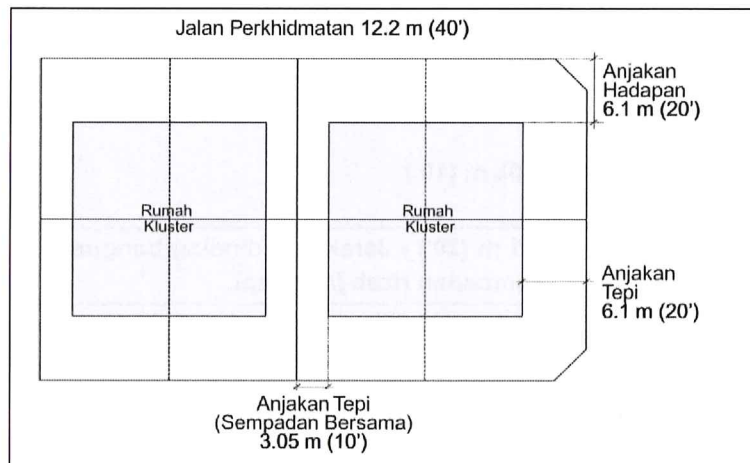 Jalan Perkhidmatan 12.2 m (40')
Anjakan
Hadapan
6.1 m (20')
Rumah
Kluster
Rumah
Kluster
Anjakan
Tepi
6.1 m (20')
Anjakan Tepi
(Sempadan Bersama)
3.05 m (10')